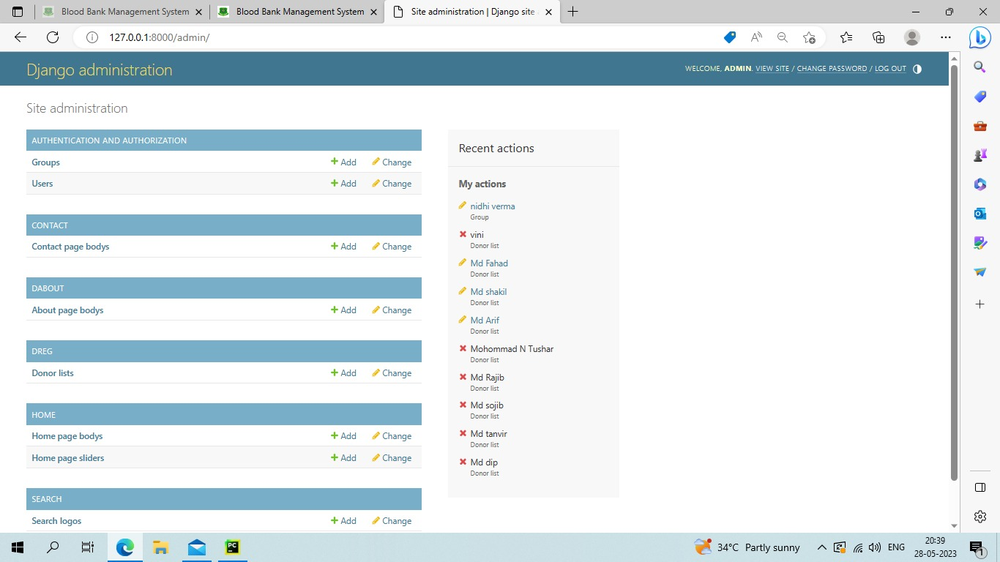 Blood Bank Management System
Blood Bank Management System
Site administration | Django site
127.0.0.1:8000/admin/
Django administration
WELCOME, ADMIN. VIEW SITE / CHANGE PASSWORD / LOG OUT
Site administration
AUTHENTICATION AND AUTHORIZATION
Groups Add Change
Users Add Change
CONTACT
Contact page bodys Add Change
DABOUT
About page bodys Add Change
DREG
Donor lists Add Change
HOME
Home page bodys Add Change
Home page sliders Add Change
SEARCH
Search logos Add Change
Recent actions
My actions
nidhi verma
Group
vini
Donor list
Md Fahad
Donor list
Md shakil
Donor list
Md Arif
Donor list
Mohommad N Tushar
Donor list
Md Rajib
Donor list
Md sojib
Donor list
Md tanvir
Donor list
Md dip
Donor list
PC
34°C Partly sunny
ENG
20:39
28-05-2023
1